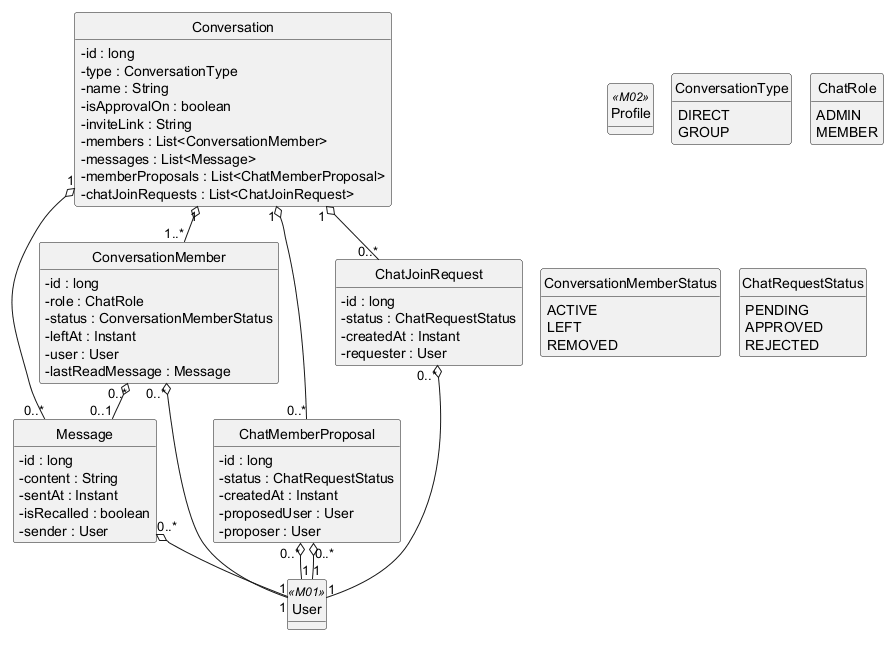 Conversation
-id : long
-type : ConversationType
-name : String
-isApprovalOn : boolean
-inviteLink : String
-members : List<ConversationMember>
-messages : List<Message>
-memberProposals : List<ChatMemberProposal>
-chatJoinRequests : List<ChatJoinRequest>
«M02»
Profile
ConversationType
DIRECT
GROUP
ChatRole
ADMIN
MEMBER
1
1
1
1
1..*
0..*
ConversationMember
-id : long
-role : ChatRole
-status : ConversationMemberStatus
-leftAt : Instant
-user : User
-lastReadMessage : Message
ChatJoinRequest
-id : long
-status : ChatRequestStatus
-createdAt : Instant
-requester : User
ConversationMemberStatus
ACTIVE
LEFT
REMOVED
ChatRequestStatus
PENDING
APPROVED
REJECTED
0..*
0..*
0..*
0..*
0..1
0..*
Message
-id : long
-content : String
-sentAt : Instant
-isRecalled : boolean
-sender : User
ChatMemberProposal
-id : long
-status : ChatRequestStatus
-createdAt : Instant
-proposedUser : User
-proposer : User
0..*
0..*
0..*
1
1
1
1
1
«M01»
User